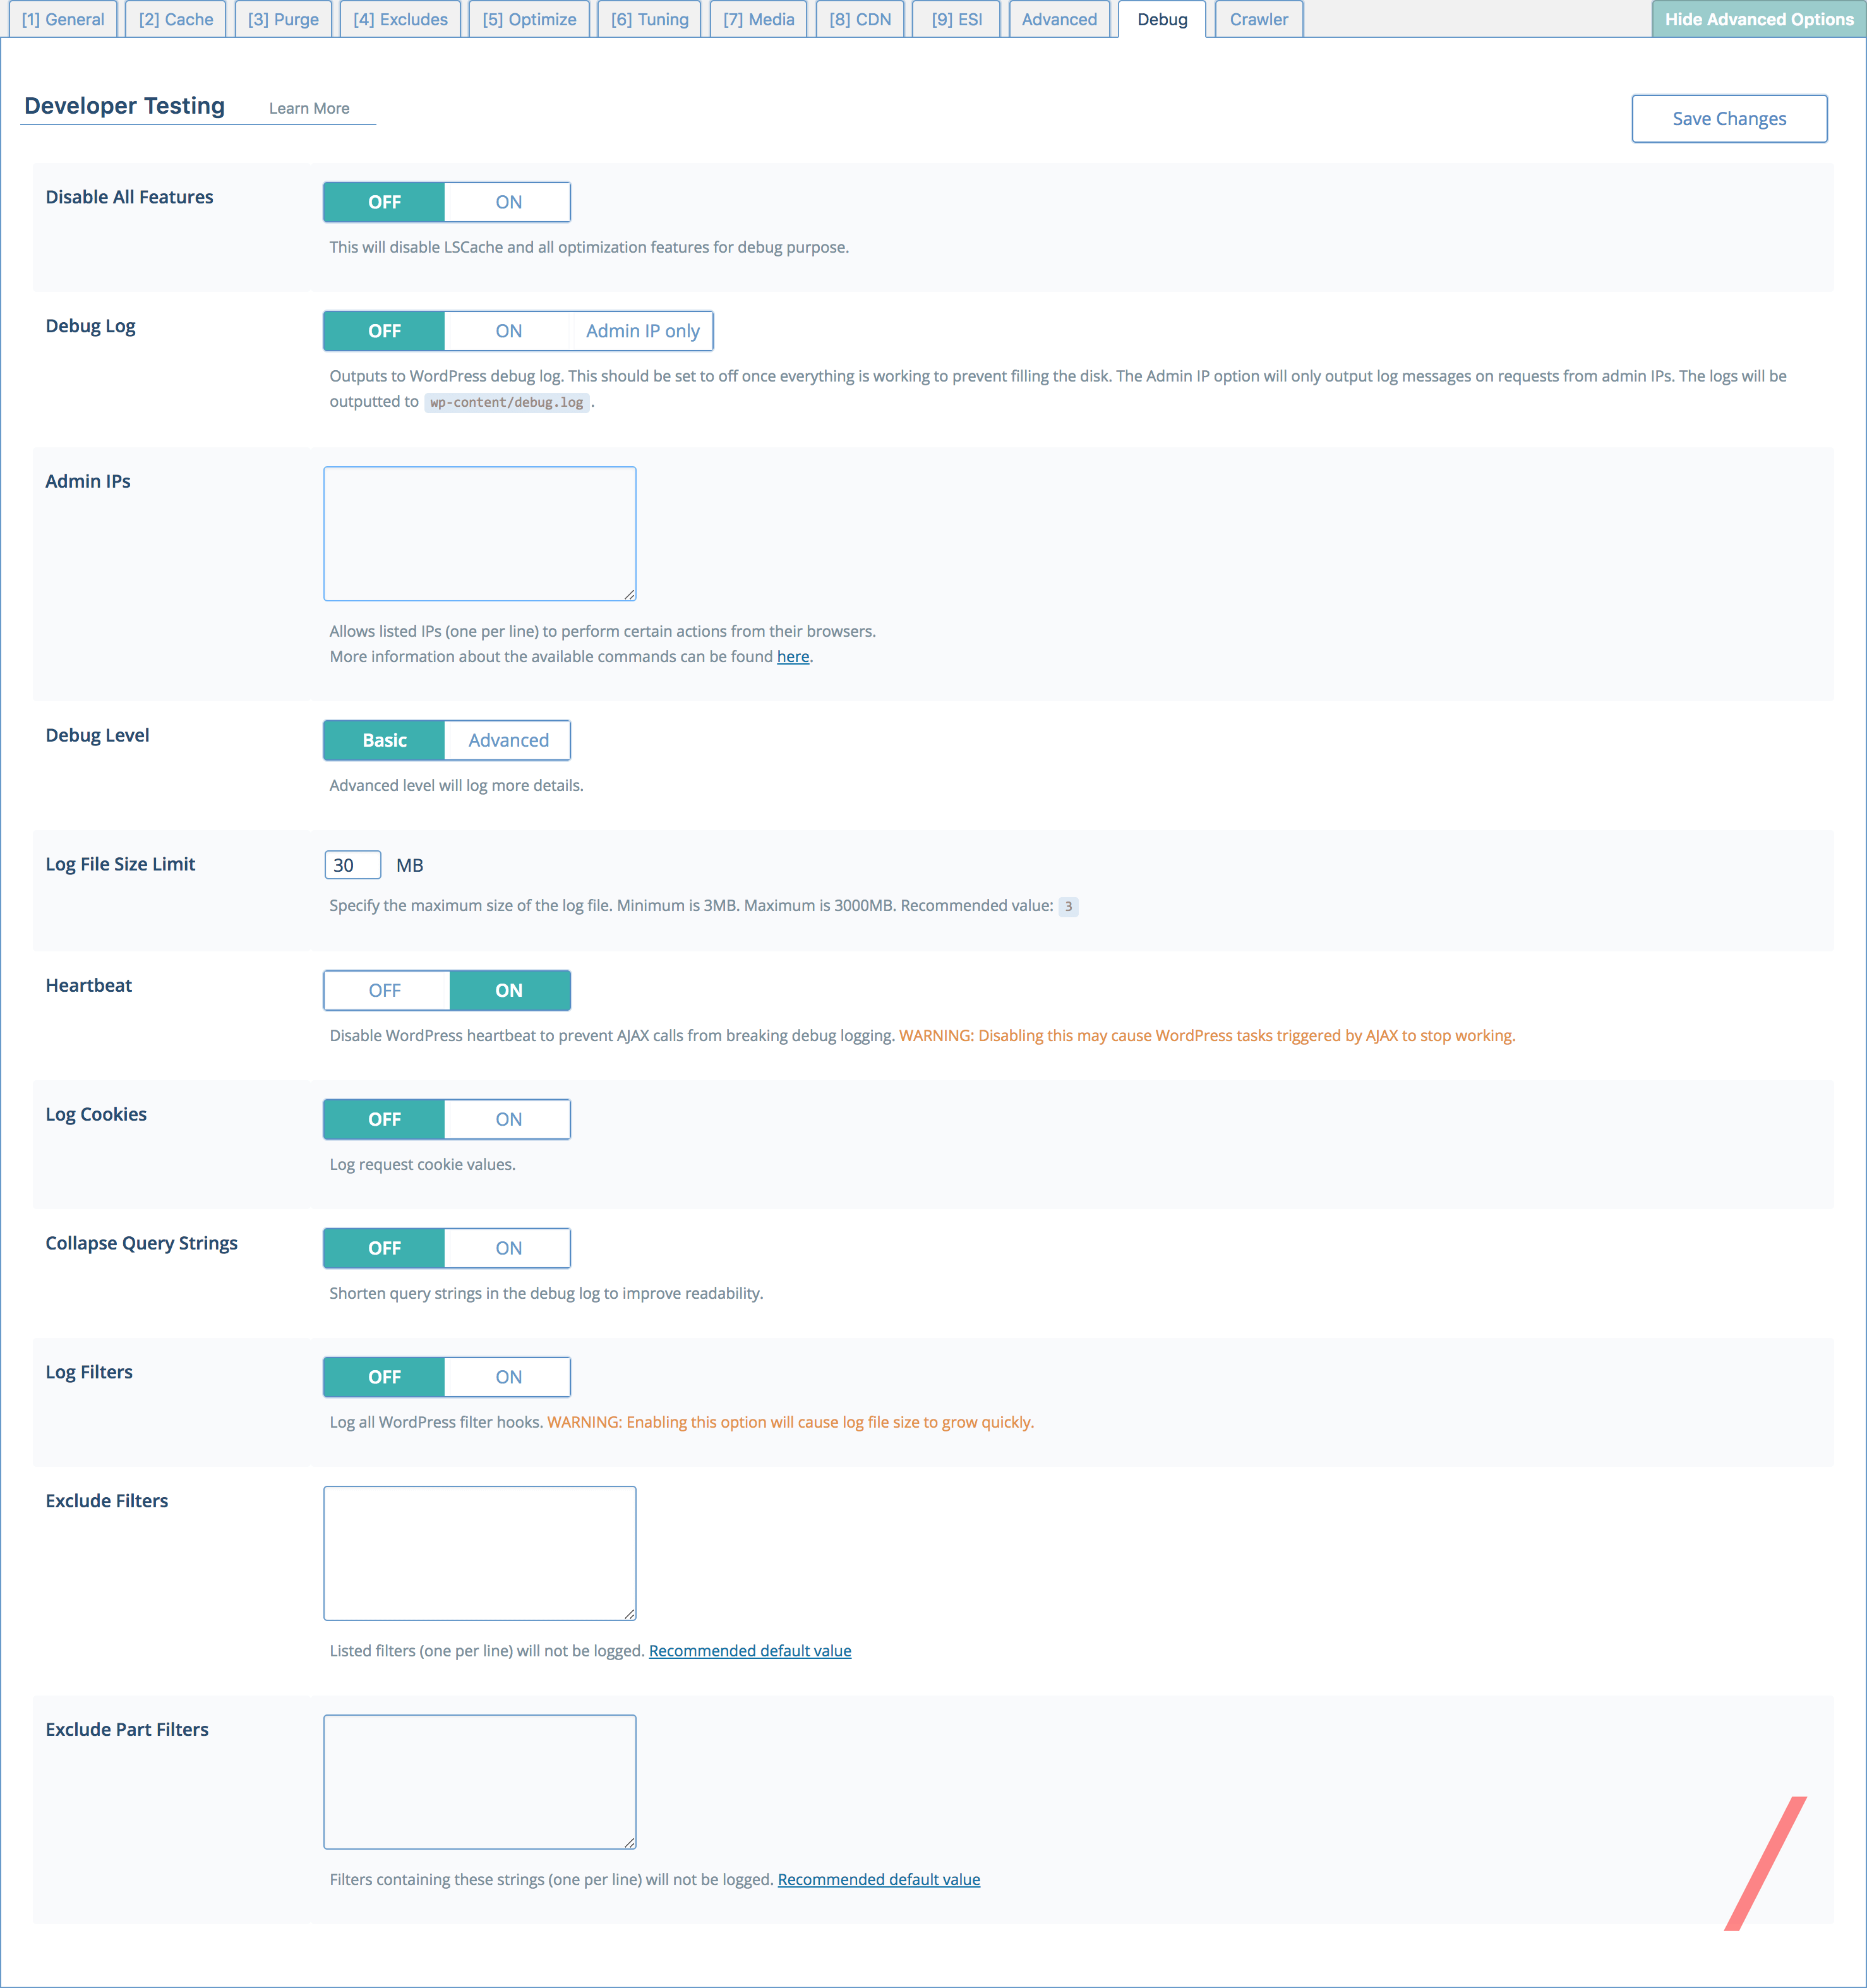 [1] General [2] Cache [3] Purge [4] Excludes [5] Optimize [6] Tuning [7] Media [8] CDN [9] ESI Advanced Debug Crawler Hide Advanced Options
Developer Testing Learn More
Save Changes
Disable All Features
OFF ON
This will disable LSCache and all optimization features for debug purpose.
Debug Log
OFF ON Admin IP only
Outputs to WordPress debug log. This should be set to off once everything is working to prevent filling the disk. The Admin IP option will only output log messages on requests from admin IPs. The logs will be
outputted to wp-content/debug.log .
Admin IPs
Allows listed IPs (one per line) to perform certain actions from their browsers.
More information about the available commands can be found here.
Debug Level
Basic Advanced
Advanced level will log more details.
Log File Size Limit
30 MB
Specify the maximum size of the log file. Minimum is 3MB. Maximum is 3000MB. Recommended value: 3
Heartbeat
OFF ON
Disable WordPress heartbeat to prevent AJAX calls from breaking debug logging. WARNING: Disabling this may cause WordPress tasks triggered by AJAX to stop working.
Log Cookies
OFF ON
Log request cookie values.
Collapse Query Strings
OFF ON
Shorten query strings in the debug log to improve readability.
Log Filters
OFF ON
Log all WordPress filter hooks. WARNING: Enabling this option will cause log file size to grow quickly.
Exclude Filters
Listed filters (one per line) will not be logged. Recommended default value
Exclude Part Filters
Filters containing these strings (one per line) will not be logged. Recommended default value